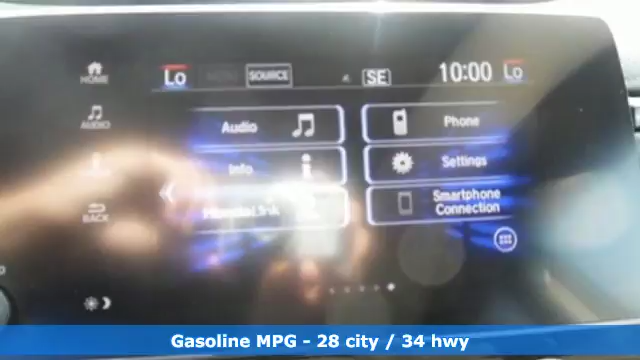 HOME
Lo
SOURCE
SE
10:00
Lo
AUDIO
Audio
Phone
Info
Settings
BACK
Smartphone
Connection
Gasoline MPG - 28 city / 34 hwy